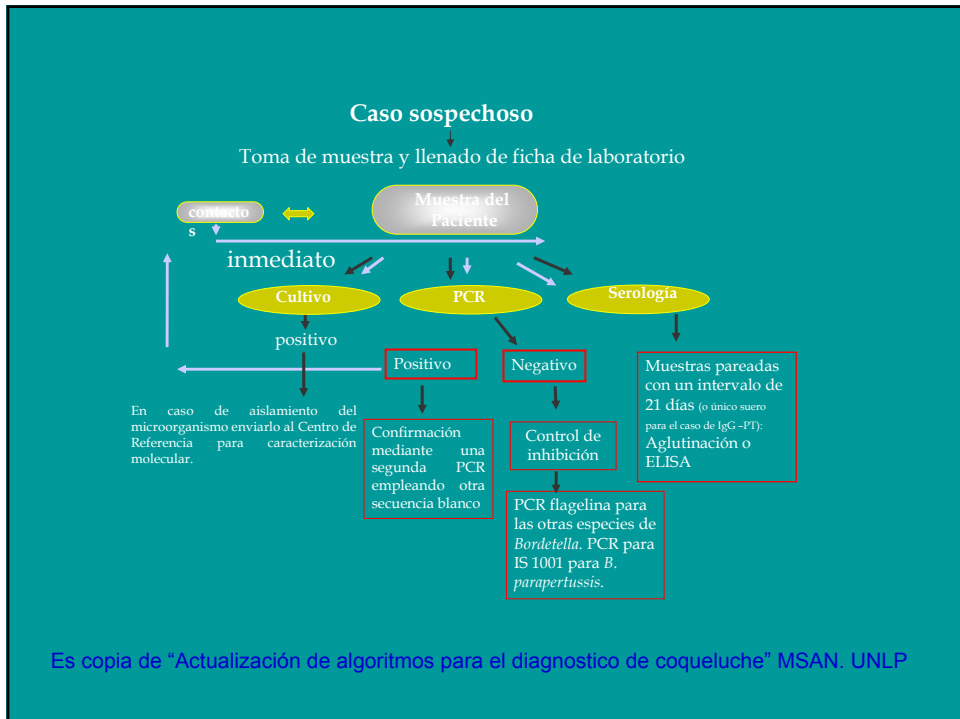 Caso sospechoso
Toma de muestra y llenado de ficha de laboratorio
contacto
s
Muestra del
Paciente
inmediato
Cultivo
PCR
Serología
positivo
Positivo
Negativo
Muestras pareadas
con un intervalo de
21 días (o único suero
para el caso de IgG –PT):
Aglutinación o
ELISA
En caso de aislamiento del
microorganismo enviarlo al Centro de
Referencia para caracterización
molecular.
Confirmación
mediante una
segunda PCR
empleando otra
secuencia blanco
Control de
inhibición
PCR flagelina para
las otras especies de
Bordetella. PCR para
IS 1001 para B.
parapertussis.
Es copia de “Actualización de algoritmos para el diagnostico de coqueluche” MSAN. UNLP